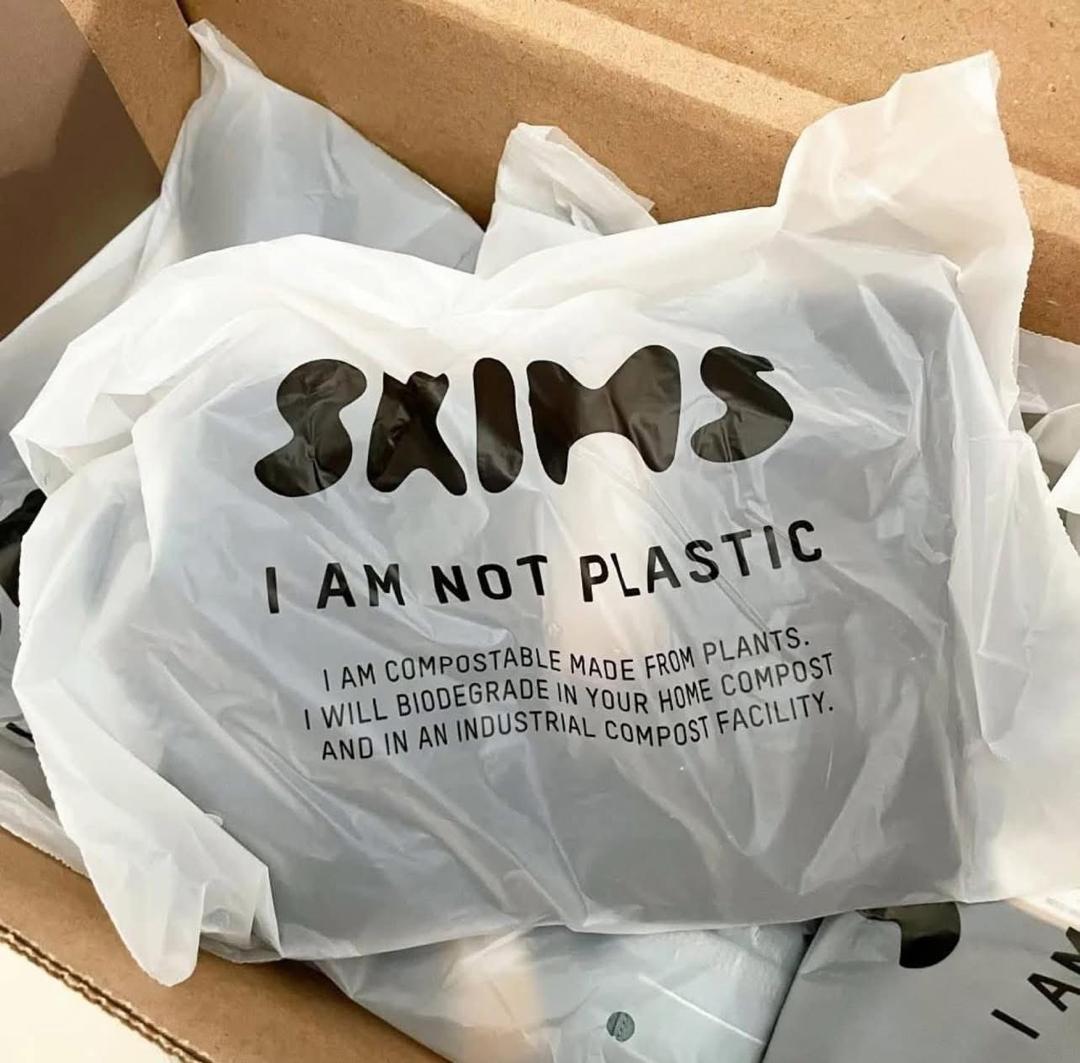 SKIMS
I AM NOT PLASTIC
I AM COMPOSTABLE MADE FROM PLANTS.
I WILL BIODEGRADE IN YOUR HOME COMPOST
AND IN AN INDUSTRIAL COMPOST FACILITY.
I AM